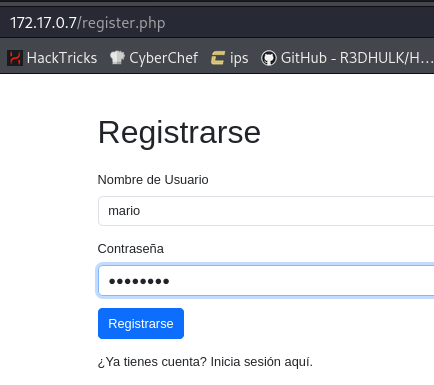 172.17.0.7/register.php
HackTricks CyberChef ips GitHub - R3DHULK/H...
Registrarse
Nombre de Usuario
mario
Contraseña
••••••••
Registrarse
¿Ya tienes cuenta? Inicia sesión aquí.